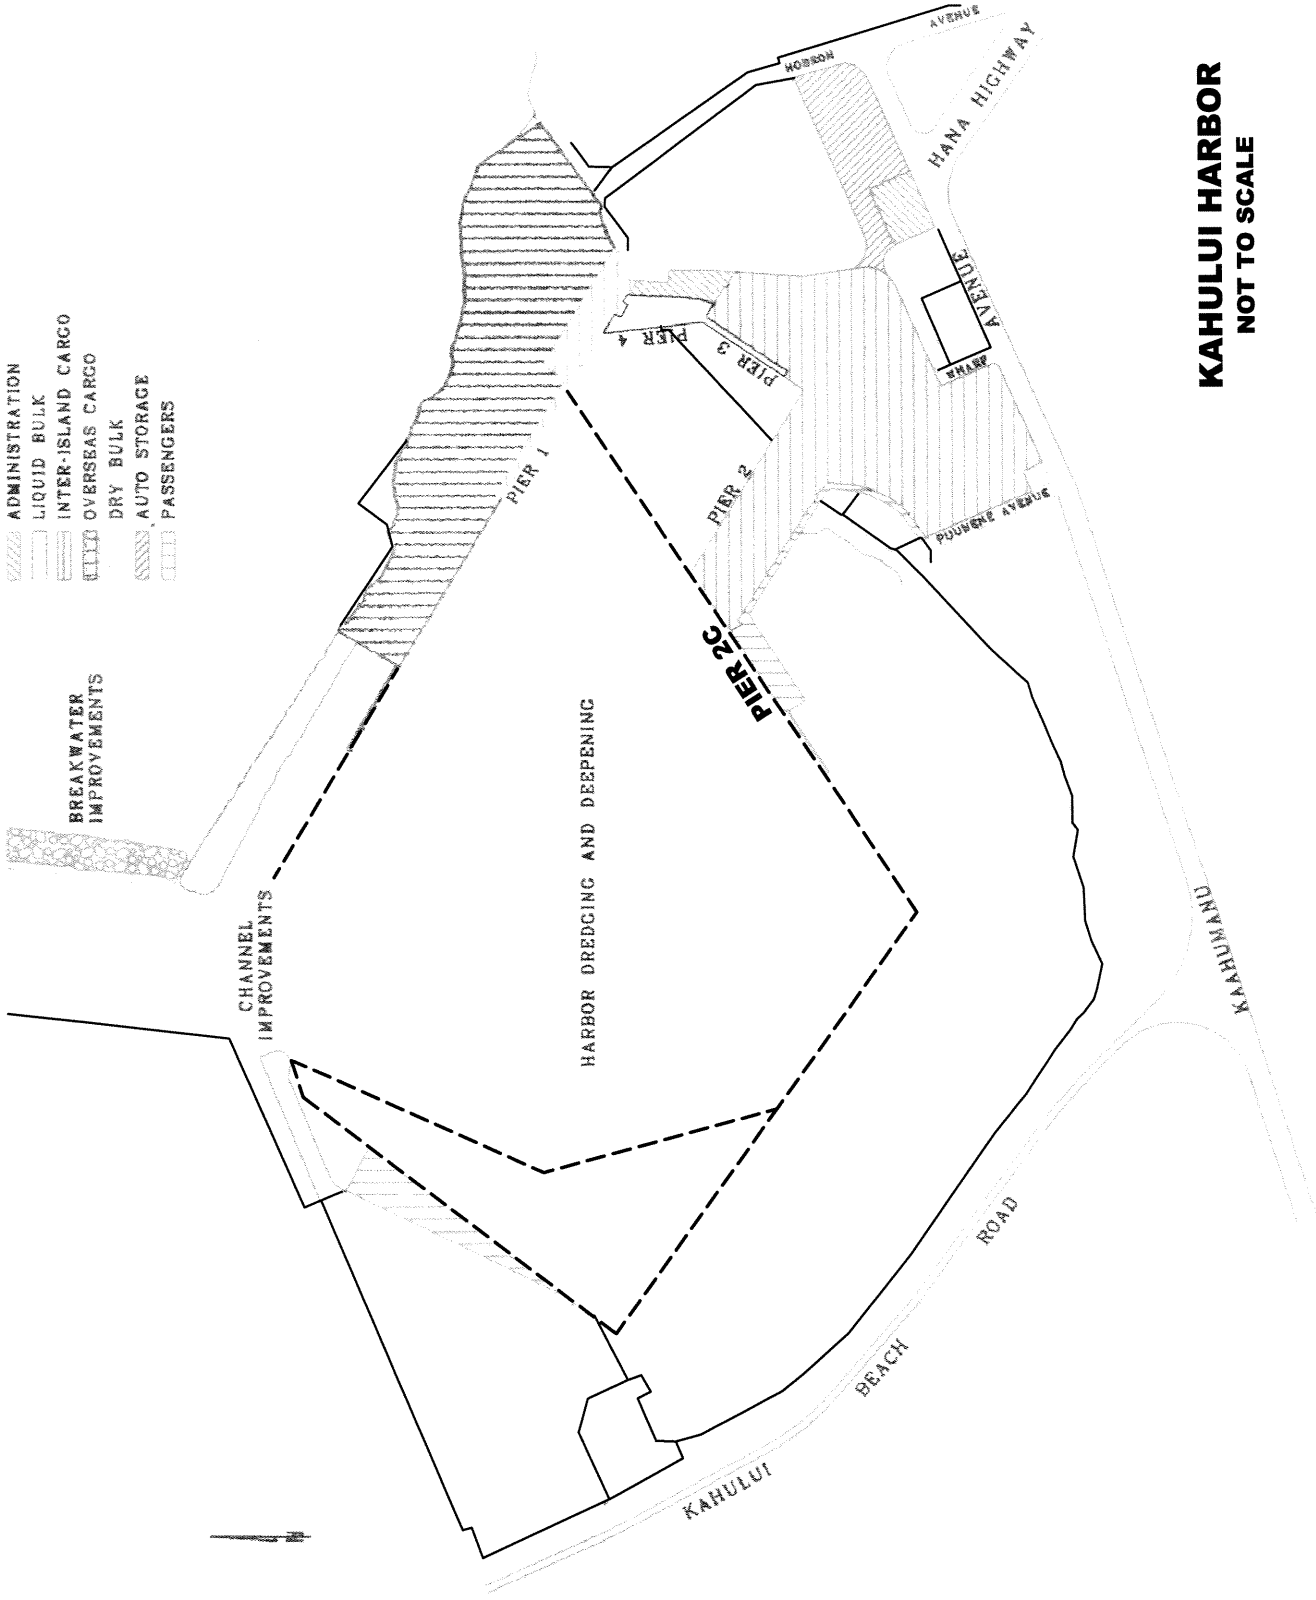 ADMINISTRATION
LIQUID BULK
INTER-ISLAND CARGO
OVERSEAS CARGO
DRY BULK
AUTO STORAGE
PASSENGERS
BREAKWATER
IMPROVEMENTS
CHANNEL
IMPROVEMENTS
HARBOR DREDGING AND DEEPENING
PIER 1
PIER 2
PIER 3
PIER 4
PIER 2C
HOBRON
AVENUE
HANA HIGHWAY
AVENUE
PUUNENE AVENUE
KAAHUMANU
KAHULUI
BEACH
ROAD
KAHULUI HARBOR
NOT TO SCALE